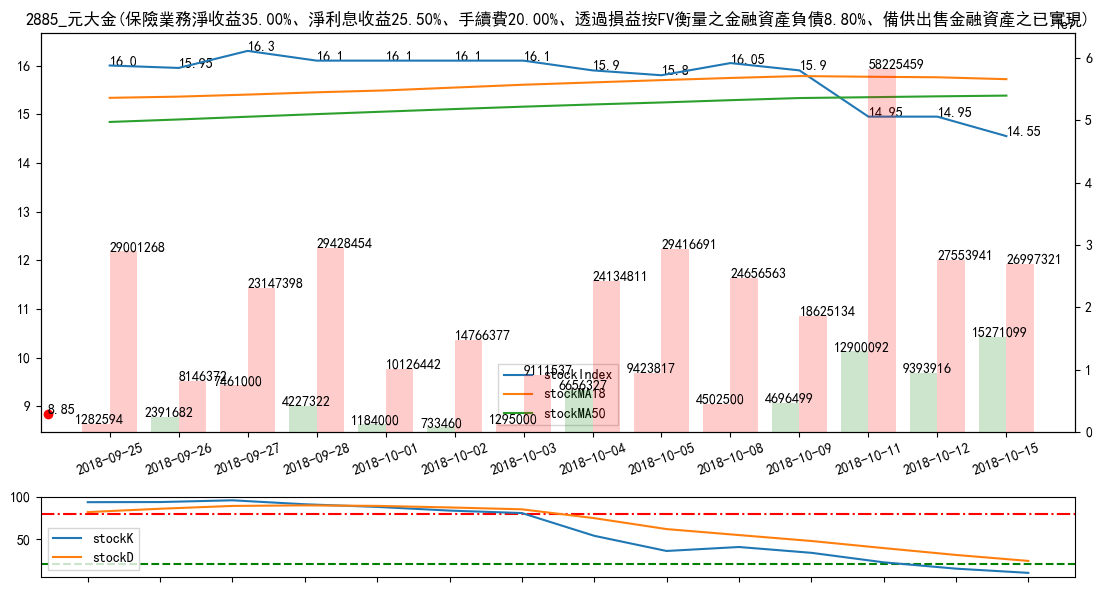 2885_元大金(保險業務淨收益35.00%、淨利息收益25.50%、手續費20.00%、透過損益按FV衡量之金融資產負債8.80%、備供出售金融資產之已實現)
1e7
16.0 15.95 16.3 16.1 16.1 16.1 16.1 15.9 15.8 16.05 15.9 14.95 14.95 14.55
16 15 14 13 12 11 10 9
6 5 4 3 2 1 0
58225459
29001268 8146372 23147398 29428454 10126442 14766377 9111537 24134811 29416691 24656563 18625134 27553941 26997321
1282594 2391682 7461000 4227322 1184000 733460 1295000 6656327 9423817 4502500 4696499 12900092 9393916 15271099
8.85
stockIndex
stockMA18
stockMA50
2018-09-25 2018-09-26 2018-09-27 2018-09-28 2018-10-01 2018-10-02 2018-10-03 2018-10-04 2018-10-05 2018-10-08 2018-10-09 2018-10-11 2018-10-12 2018-10-15
100
50
stockK
stockD